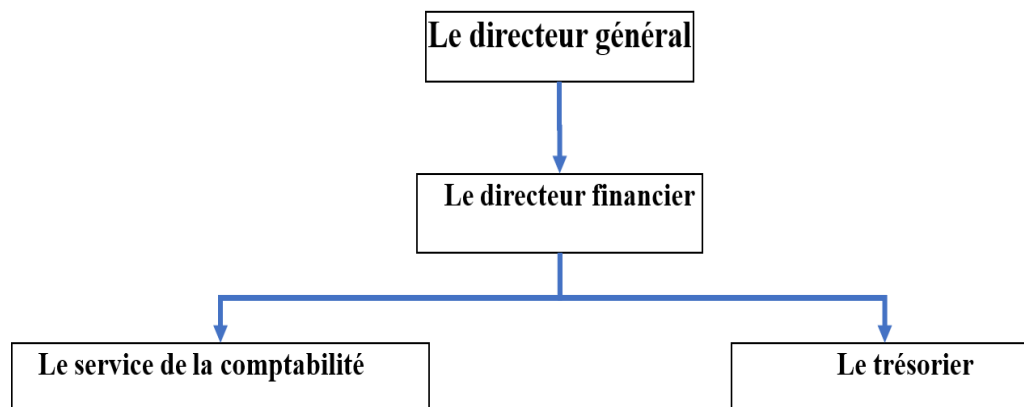 Le directeur général
Le directeur financier
Le service de la comptabilité
Le trésorier